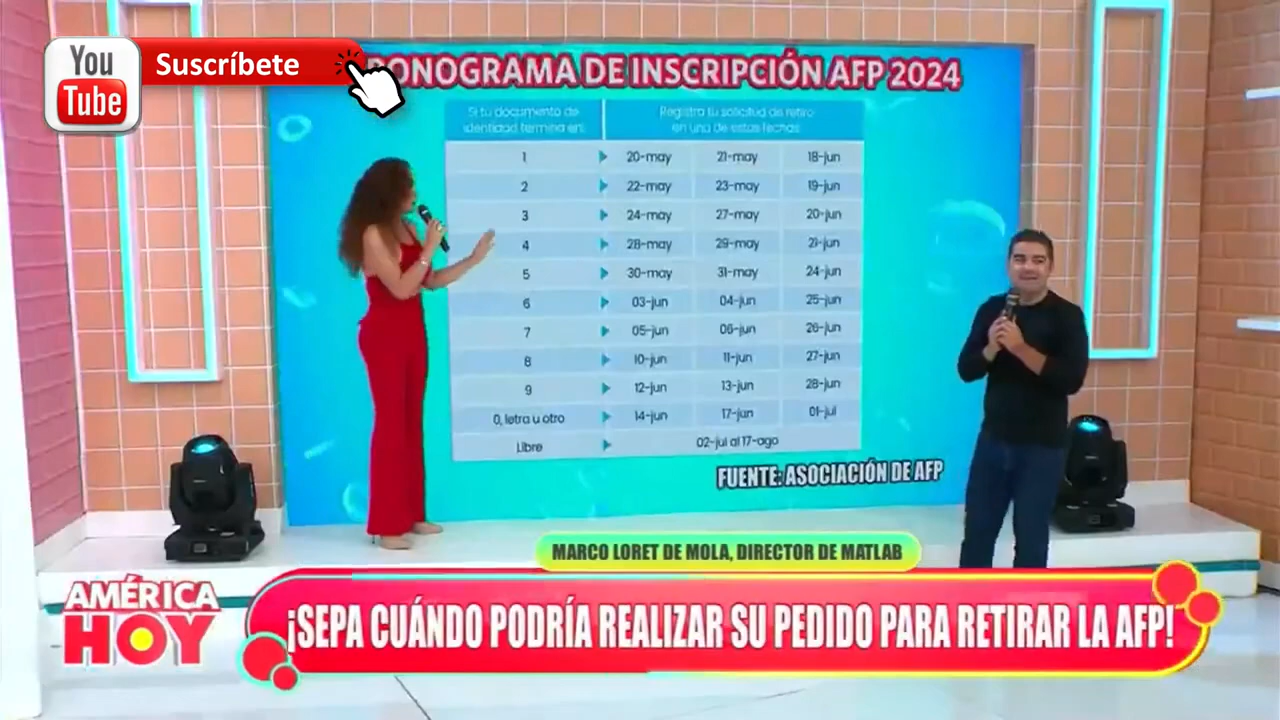 You
Tube
Suscríbete
RONOGRAMA DE INSCRIPCIÓN AFP 2024
Si tu documento de
identidad termina en:
Registra tu solicitud de retiro
en una de estas fechas
1 20-may 21-may 18-jun
2 22-may 23-may 19-jun
3 24-may 27-may 20-jun
4 28-may 29-may 21-jun
5 30-may 31-may 24-jun
6 03-jun 04-jun 25-jun
7 05-jun 06-jun 26-jun
8 10-jun 11-jun 27-jun
9 12-jun 13-jun 28-jun
0, letra u otro 14-jun 17-jun 01-jul
Libre 02-jul al 17-ago
FUENTE: ASOCIACIÓN DE AFP
MARCO LORET DE MOLA, DIRECTOR DE MATLAB
AMÉRICA
HOY
¡SEPA CUÁNDO PODRÍA REALIZAR SU PEDIDO PARA RETIRAR LA AFP!